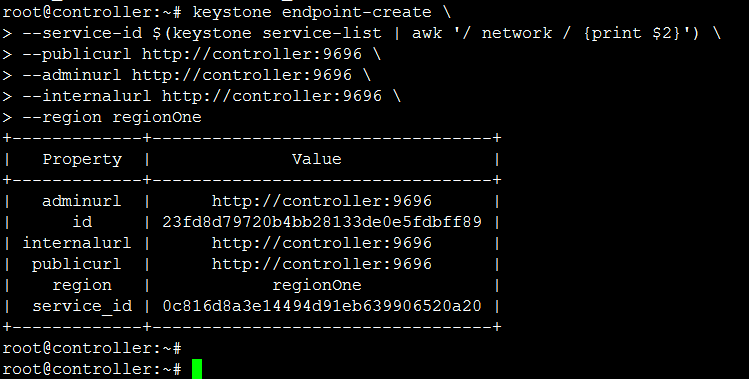 root@controller:~# keystone endpoint-create \
> --service-id $(keystone service-list | awk '/ network / {print $2}') \
> --publicurl http://controller:9696 \
> --adminurl http://controller:9696 \
> --internalurl http://controller:9696 \
> --region regionOne
+-------------+----------------------------------+
|   Property  |              Value               |
+-------------+----------------------------------+
|   adminurl  |      http://controller:9696      |
|      id     | 23fd8d79720b4bb28133de0e5fdbff89 |
| internalurl |      http://controller:9696      |
|  publicurl  |      http://controller:9696      |
|    region   |            regionOne             |
|  service_id | 0c816d8a3e14494d91eb639906520a20 |
+-------------+----------------------------------+
root@controller:~#
root@controller:~#